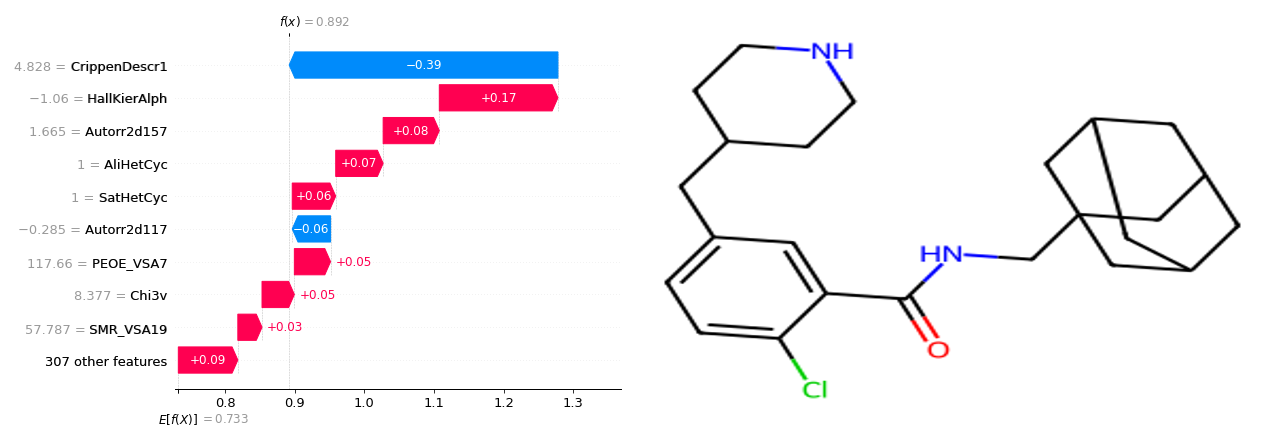 f(x) = 0.892
4.828 = CrippenDescr1
−0.39
−1.06 = HallKierAlph
+0.17
1.665 = Autorr2d157
+0.08
1 = AliHetCyc
+0.07
1 = SatHetCyc
+0.06
−0.285 = Autorr2d117
−0.06
117.66 = PEOE_VSA7
+0.05
8.377 = Chi3v
+0.05
57.787 = SMR_VSA19
+0.03
307 other features
+0.09
0.8 0.9 1.0 1.1 1.2 1.3
E[f(X)] = 0.733
NH
HN
O
Cl